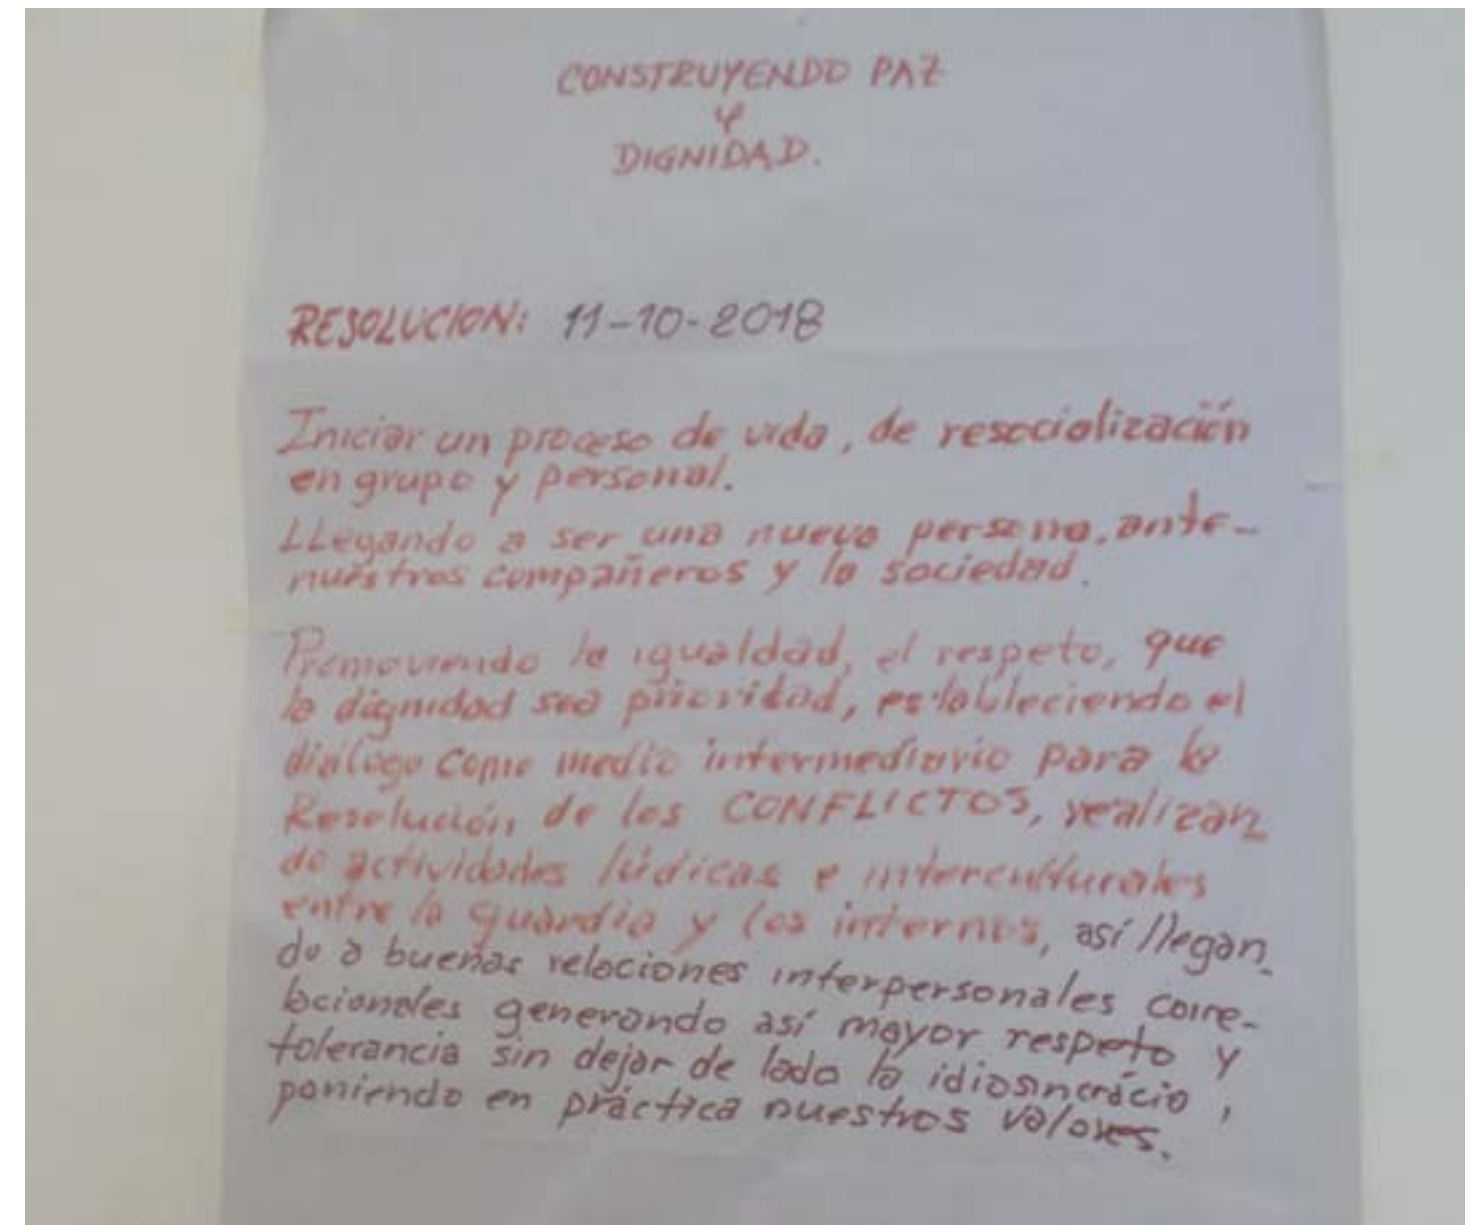 CONSTRUYENDO PAZ
Y
DIGNIDAD.
RESOLUCION: 11-10-2018
Iniciar un proceso de vida, de resocialización
en grupo y personal.
LLegando a ser una nueva persona, ante-
nuestros compañeros y la sociedad.
Promoviendo la igualdad, el respeto, que
la dignidad sea prioridad, estableciendo el
diálogo como medio intermediario para la
Resolución de los CONFLICTOS, realizan
do actividades lúdicas e interculturales
entre la guardia y los internos, así llegan_
do a buenas relaciones interpersonales corre-
lacionales generando así mayor respeto y
tolerancia sin dejar de lado la idiosincrácia,
poniendo en práctica nuestros valores.